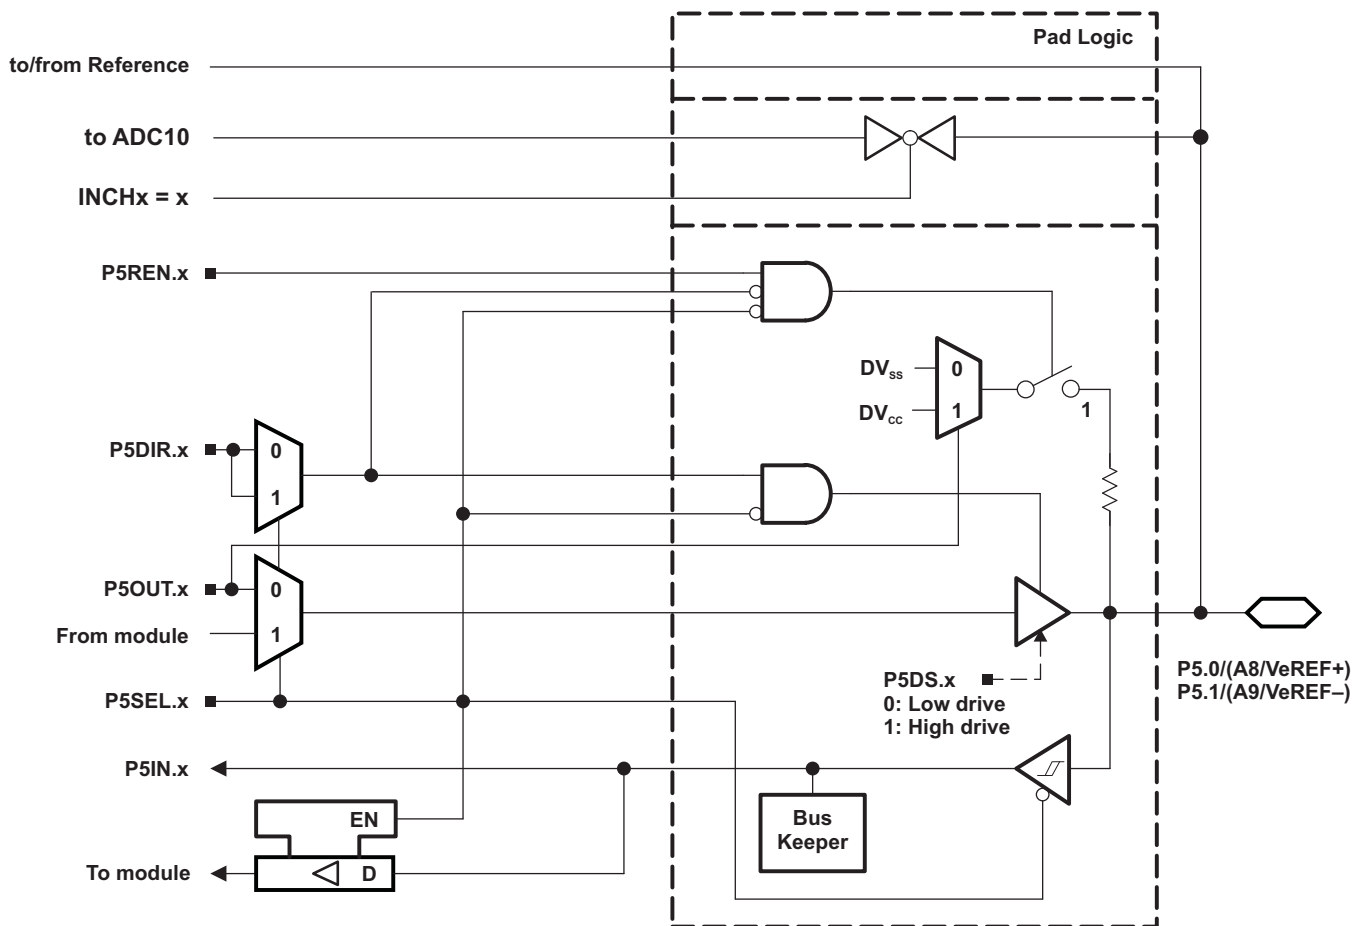 Pad Logic
to/from Reference
to ADC10
INCHx = x
P5REN.x
DVss 0
DVcc 1
1
P5DIR.x
0
1
P5OUT.x
0
From module
1
P5DS.x
0: Low drive
1: High drive
P5.0/(A8/VeREF+)
P5.1/(A9/VeREF–)
P5SEL.x
P5IN.x
Bus
Keeper
EN
To module
D